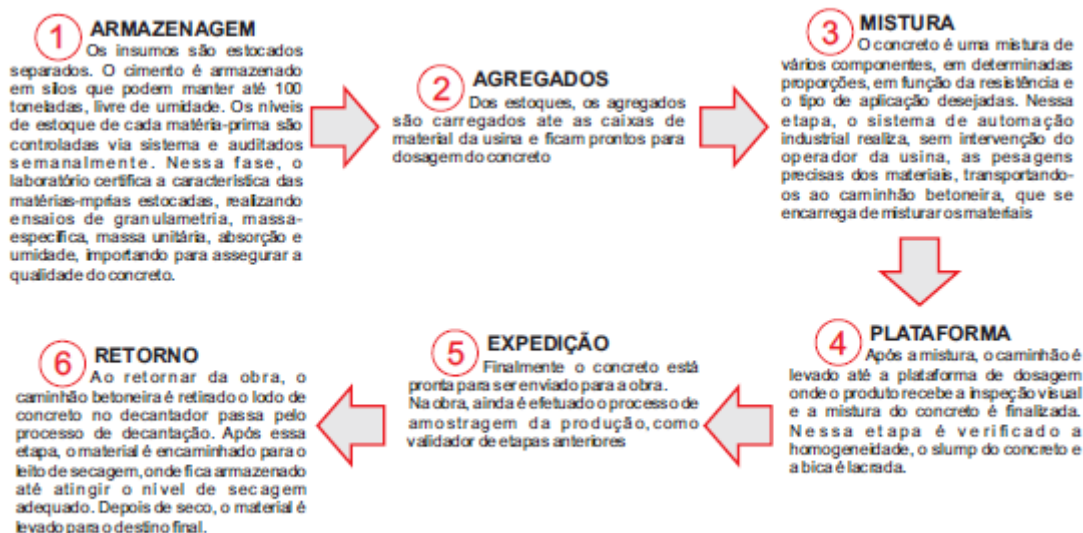 1
ARMAZENAGEM
Os insumos são estocados
separados. O cimento é armazenado
em silos que podem manter até 100
toneladas, livre de umidade. Os níveis
de estoque de cada matéria-prima são
controladas via sistema e auditados
semanalmente. Nessa fase, o
laboratório certifica a característica das
matérias-mprias estocadas, realizando
ensaios de granulametria, massa-
específica, massa unitária, absorção e
umidade, importando para assegurar a
qualidade do concreto.
2
AGREGADOS
Dos estoques, os agregados
são carregados ate as caixas de
material da usina e ficam prontos para
dosagem do concreto
3
MISTURA
O concreto é uma mistura de
vários componentes, em determinadas
proporções, em função da resistência e
o tipo de aplicação desejadas. Nessa
etapa, o sistema de automação
industrial realiza, sem intervenção do
operador da usina, as pesagens
precisas dos materiais, transportando-
os ao caminhão betoneira, que se
encarrega de misturar os materiais
4
PLATAFORMA
Após a mistura, o caminhão é
levado até a plataforma de dosagem
onde o produto recebe a inspeção visual
e a mistura do concreto é finalizada.
Nessa etapa é verificado a
homogeneidade, o slump do concreto e
a bica é lacrada.
5
EXPEDIÇÃO
Finalmente o concreto está
pronta para ser enviado para a obra.
Na obra, ainda é efetuado o processo de
amostragem da produção, como
validador de etapas anteriores
6
RETORNO
Ao retornar da obra, o
caminhão betoneira é retirado o lodo de
concreto no decantador passa pelo
processo de decantação. Após essa
etapa, o material é encaminhado para o
leito de secagem, onde fica armazenado
até atingir o nível de secagem
adequado. Depois de seco, o material é
levado para o destino final.